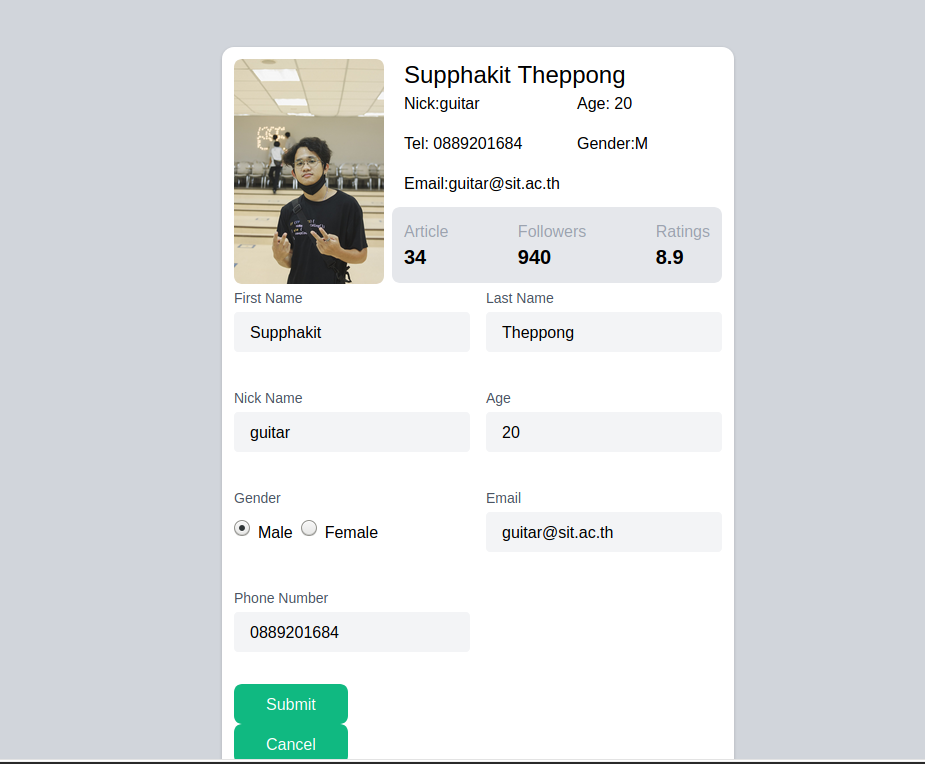 Supphakit Theppong
Nick:guitar Age: 20
Tel: 0889201684 Gender:M
Email:guitar@sit.ac.th
Article Followers Ratings
34 940 8.9
First Name Last Name
Supphakit Theppong
Nick Name Age
guitar 20
Gender Email
Male Female guitar@sit.ac.th
Phone Number
0889201684
Submit
Cancel